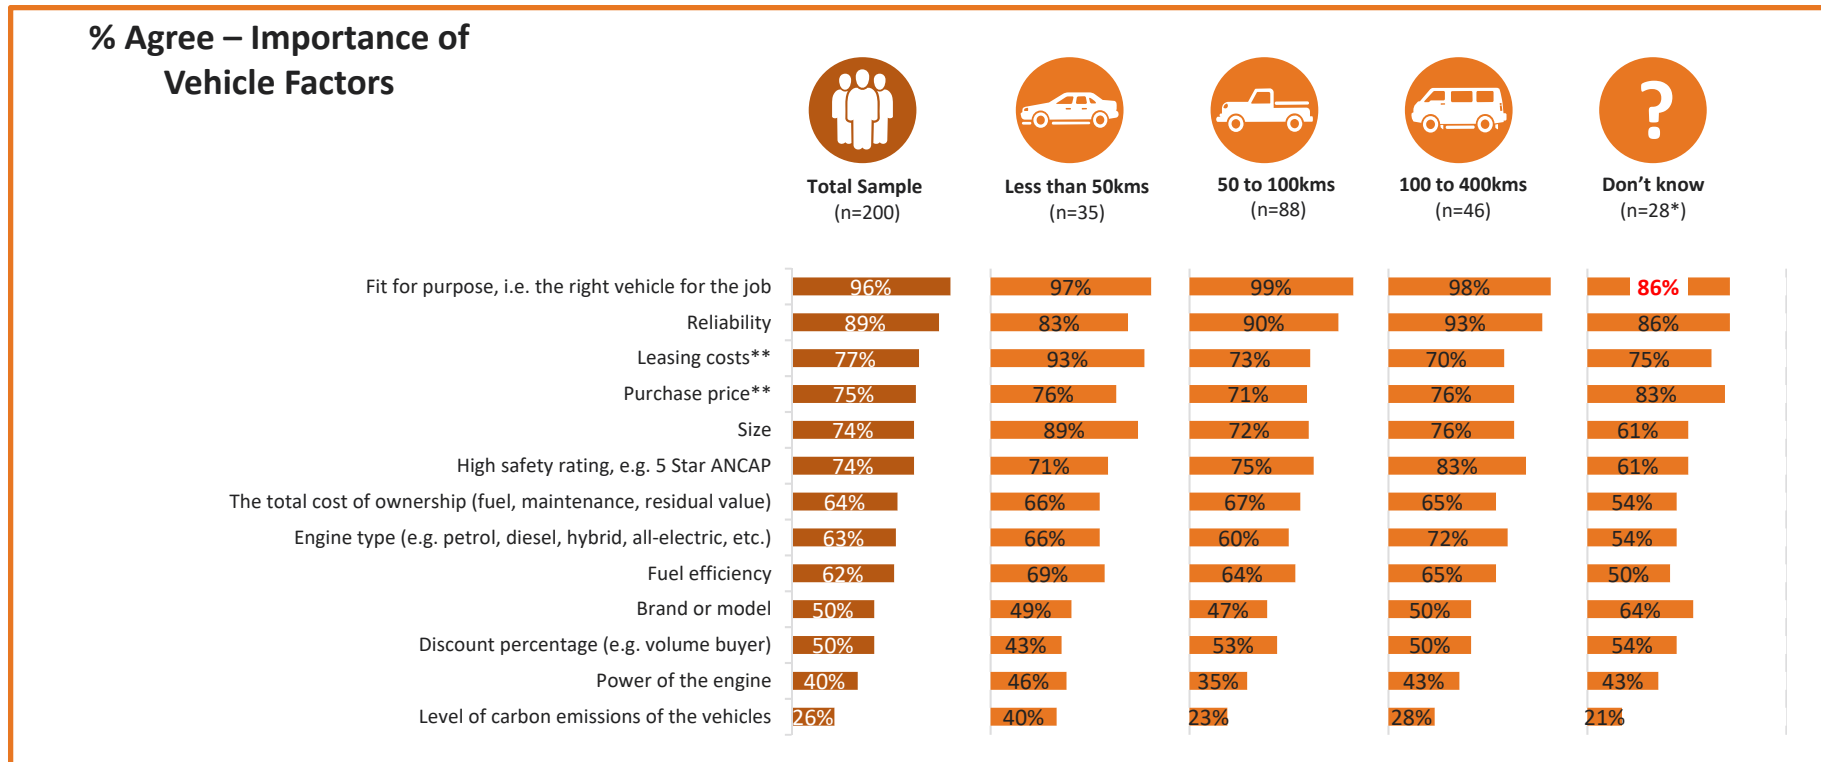 % Agree – Importance of
Vehicle Factors
?
Total Sample
(n=200)
Less than 50kms
(n=35)
50 to 100kms
(n=88)
100 to 400kms
(n=46)
Don't know
(n=28*)
Fit for purpose, i.e. the right vehicle for the job 96% 97% 99% 98% 86%
Reliability 89% 83% 90% 93% 86%
Leasing costs** 77% 93% 73% 70% 75%
Purchase price** 75% 76% 71% 76% 83%
Size 74% 89% 72% 76% 61%
High safety rating, e.g. 5 Star ANCAP 74% 71% 75% 83% 61%
The total cost of ownership (fuel, maintenance, residual value) 64% 66% 67% 65% 54%
Engine type (e.g. petrol, diesel, hybrid, all-electric, etc.) 63% 66% 60% 72% 54%
Fuel efficiency 62% 69% 64% 65% 50%
Brand or model 50% 49% 47% 50% 64%
Discount percentage (e.g. volume buyer) 50% 43% 53% 50% 54%
Power of the engine 40% 46% 35% 43% 43%
Level of carbon emissions of the vehicles 26% 40% 23% 28% 21%